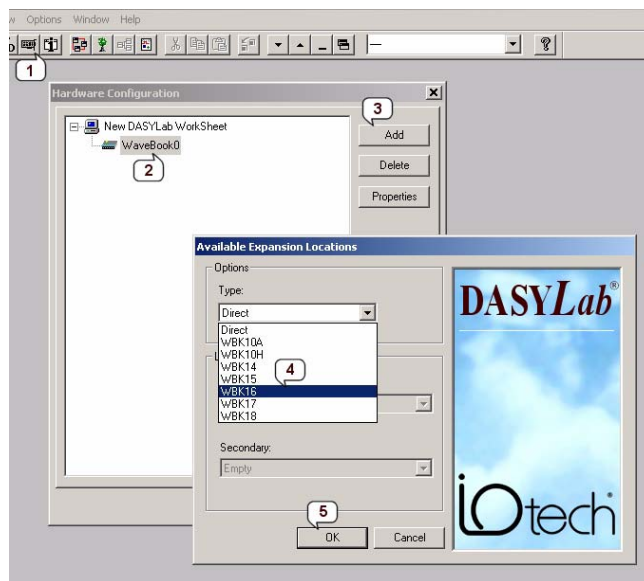 Options Window Help
1
Hardware Configuration
New DASYLab WorkSheet
WaveBook0
2
3
Add
Delete
Properties
Available Expansion Locations
Options
Type:
Direct
Direct
WBK10A
WBK10H
WBK14
WBK15
WBK16
WBK17
WBK18
4
Secondary:
Empty
5
OK
Cancel
DASYLab®
iOtech